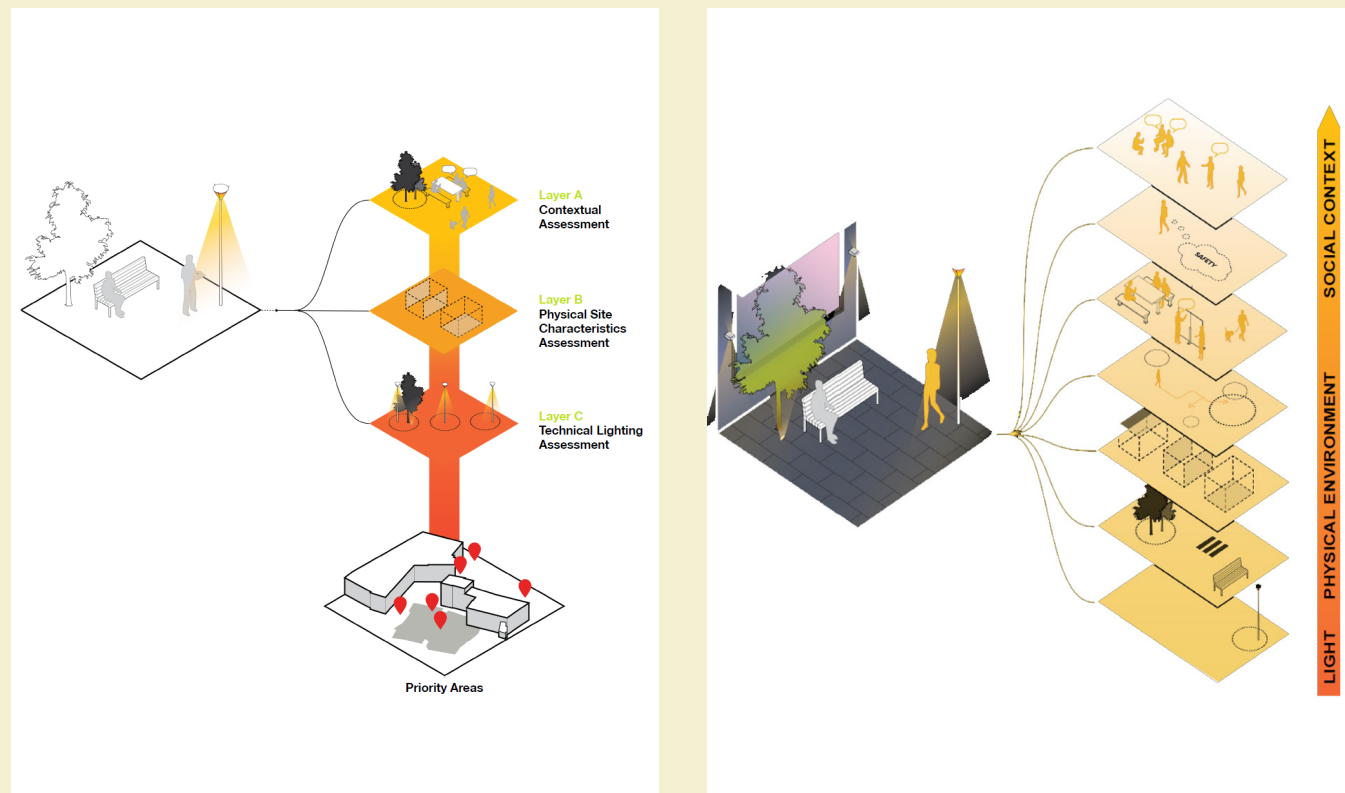 Layer A
Contextual
Assessment
Layer B
Physical Site
Characteristics
Assessment
Layer C
Technical Lighting
Assessment
Priority Areas
SAFETY
SOCIAL CONTEXT
PHYSICAL ENVIRONMENT
LIGHT